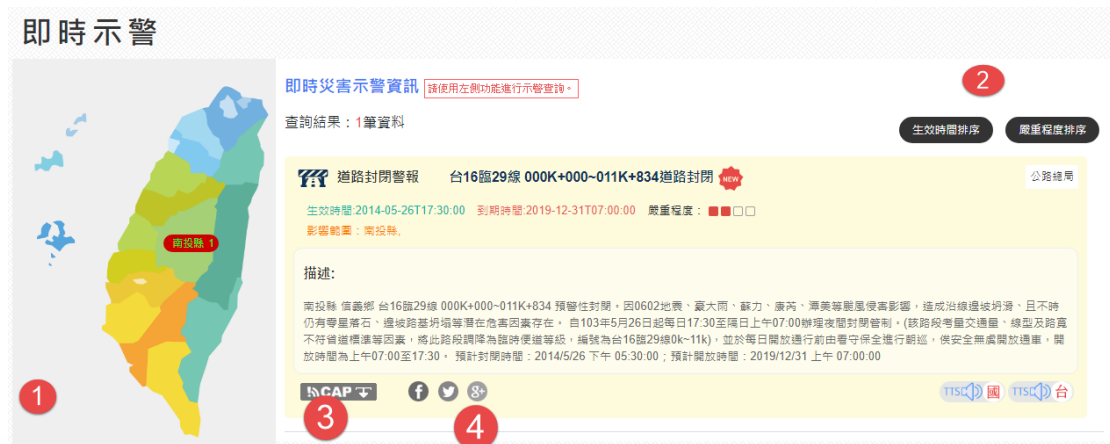 即時示警
即時災害示警資訊 請使用左側功能進行示警查詢。
2
查詢結果：1筆資料
生效時間排序 嚴重程度排序
道路封閉警報 台16臨29線 000K+000~011K+834道路封閉 NEW 公路總局
生效時間:2014-05-26T17:30:00 到期時間:2019-12-31T07:00:00 嚴重程度：
影響範圍：南投縣,
南投縣 1
描述:
南投縣 信義鄉 台16臨29線 000K+000~011K+834 預警性封閉。因0602地震、豪大雨、蘇力、康芮、潭美等颱風侵害影響，造成沿線邊坡坍滑、且不時
仍有零星落石、邊坡路基坍塌等潛在危害因素存在。 自103年5月26日起每日17:30至隔日上午07:00辦理夜間封閉管制。(該路段考量交通量、線型及路寬
不符省道標準等因素，將此路段調降為臨時便道等級，編號為台16臨29線0k~11k)，並於每日開放通行前由看守保全進行朝巡，俟安全無虞開放通車，開
放時間為上午07:00至17:30。 預計封閉時間：2014/5/26 下午 05:30:00；預計開放時間：2019/12/31 上午 07:00:00
1
CAP f 8+ TTS 國 TTS 台
3
4